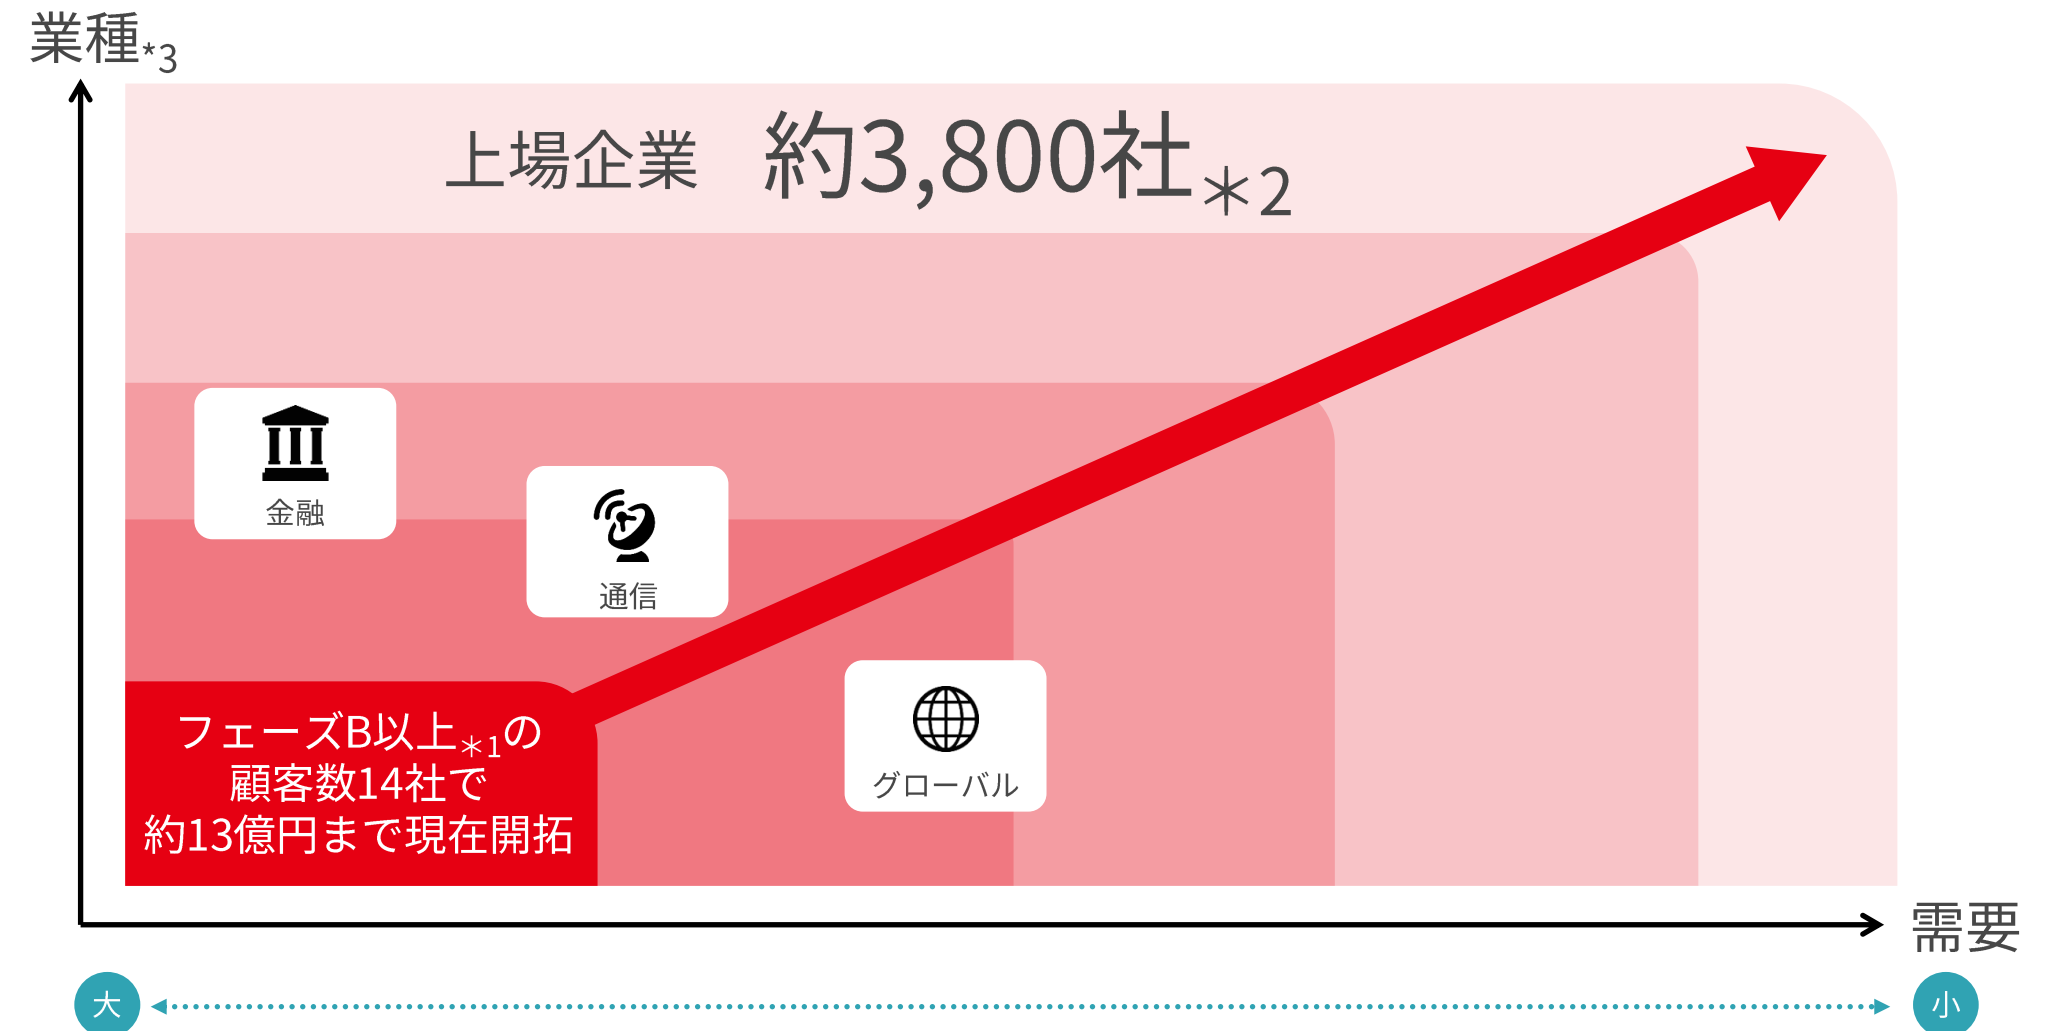 業種*3
上場企業 約3,800社＊2
金融
通信
グローバル
フェーズB以上＊1の
顧客数14社で
約13億円まで現在開拓
需要
大
小